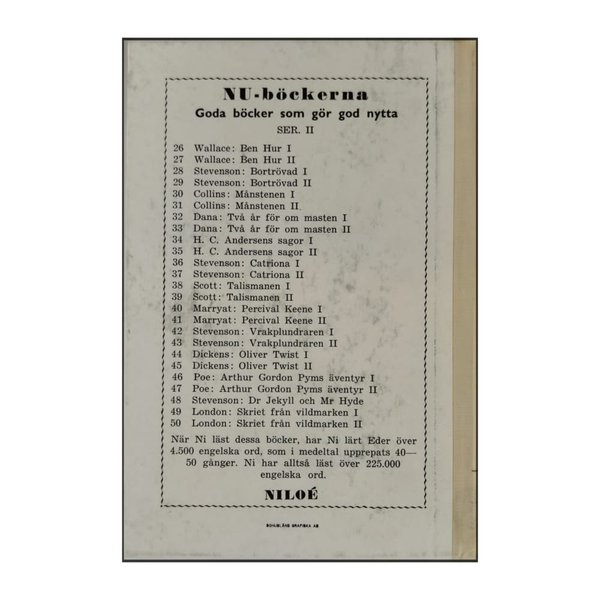 NU-böckerna
Goda böcker som gör god nytta
SER. II
26 Wallace: Ben Hur I
27 Wallace: Ben Hur II
28 Stevenson: Bortrövad I
29 Stevenson: Bortrövad II
30 Collins: Månstenen I
31 Collins: Månstenen II
32 Dana: Två år för om masten I
33 Dana: Två år för om masten II
34 H. C. Andersens sagor I
35 H. C. Andersens sagor II
36 Stevenson: Catriona I
37 Stevenson: Catriona II
38 Scott: Talismanen I
39 Scott: Talismanen II
40 Marryat: Percival Keene I
41 Marryat: Percival Keene II
42 Stevenson: Vrakplundraren I
43 Stevenson: Vrakplundraren II
44 Dickens: Oliver Twist I
45 Dickens: Oliver Twist II
46 Poe: Arthur Gordon Pyms äventyr I
47 Poe: Arthur Gordon Pyms äventyr II
48 Stevenson: Dr Jekyll och Mr Hyde
49 London: Skriet från vildmarken I
50 London: Skriet från vildmarken II
När Ni läst dessa böcker, har Ni lärt Eder över
4.500 engelska ord, som i medeltal upprepats 40—
50 gånger. Ni har alltså läst över 225.000
engelska ord.
NILOÉ
BOHUSLÄNS GRAFISKA AB